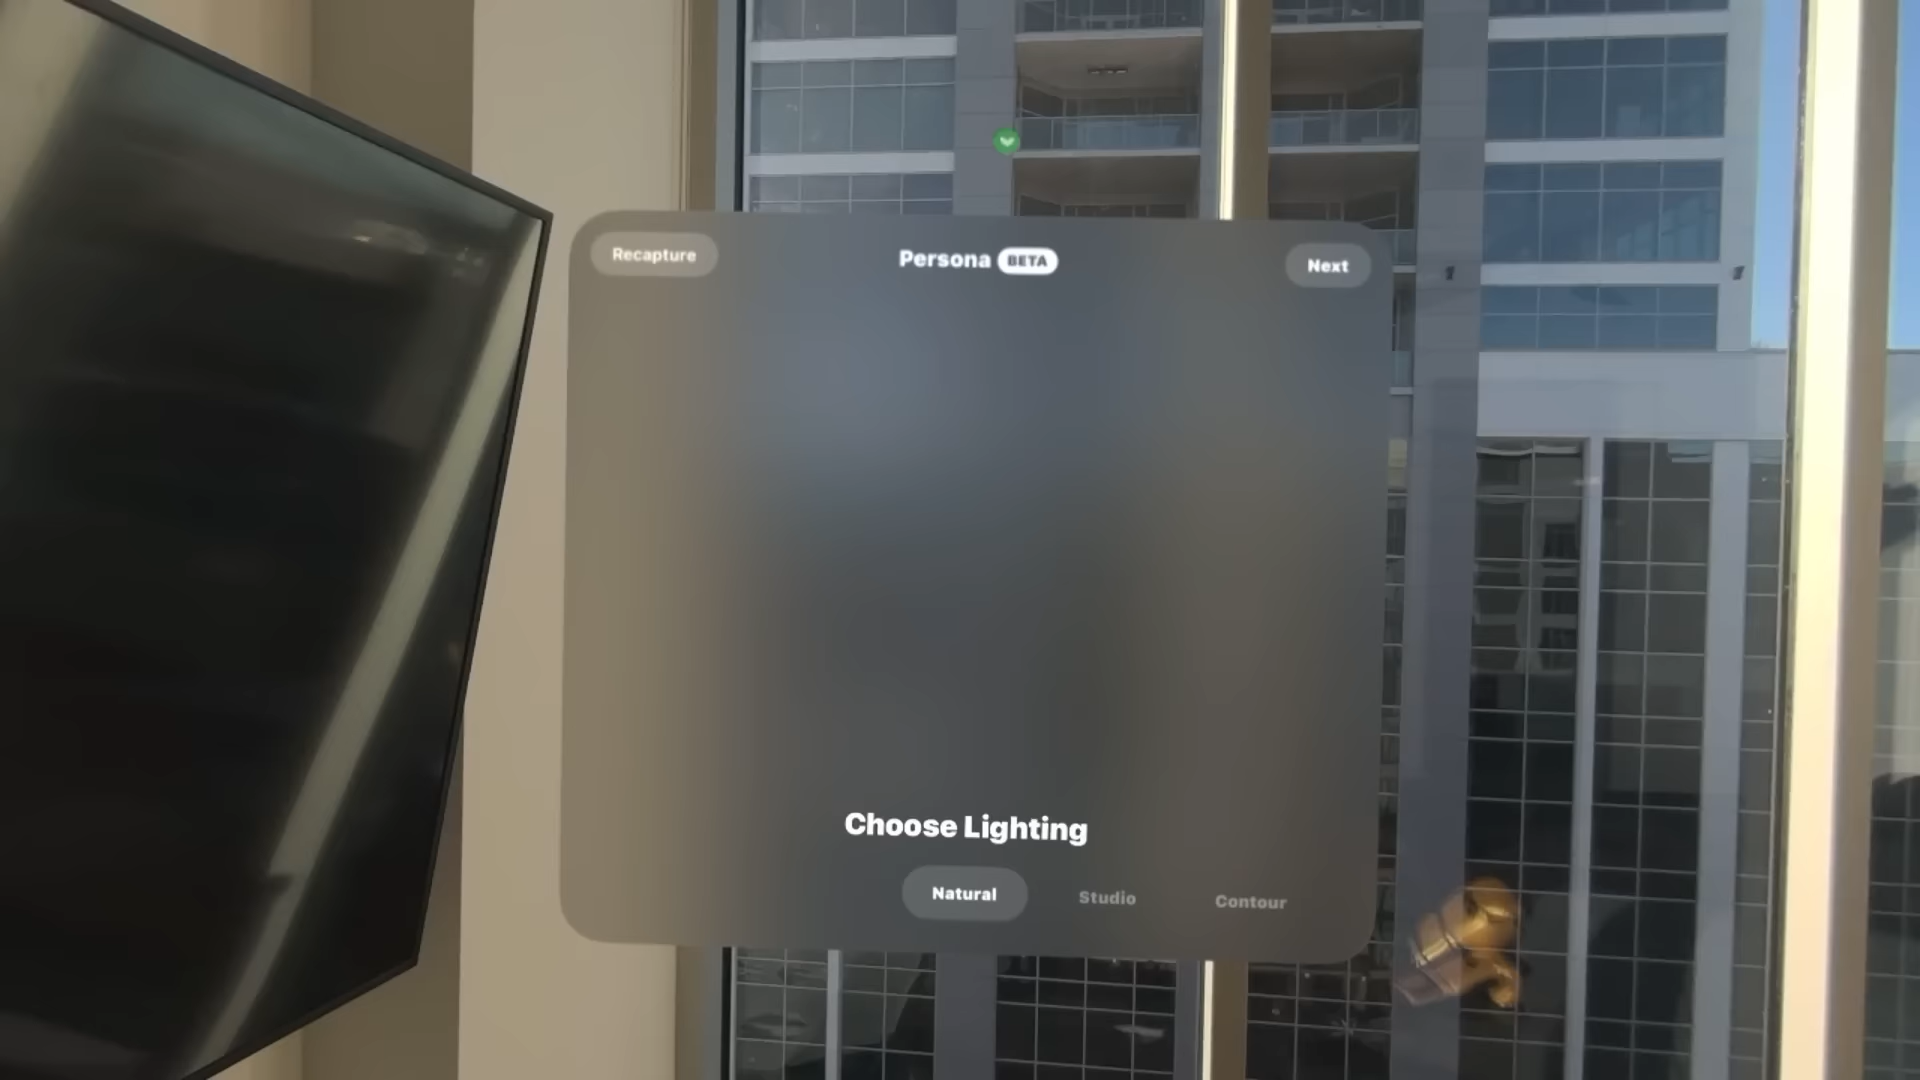 Recapture
Persona BETA
Next
Choose Lighting
Natural
Studio
Contour